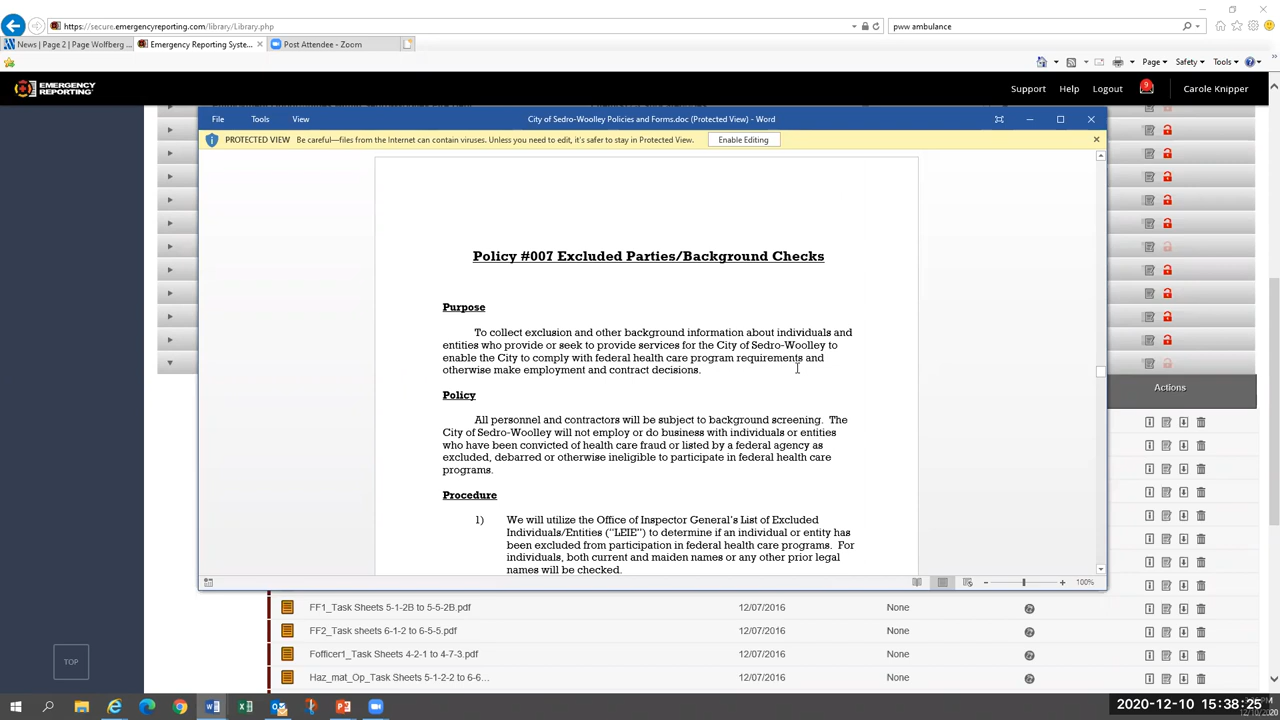 https://secure.emergencyreporting.com/library/Library.php
pww ambulance
News | Page 2 | Page Wolfberg ...
Emergency Reporting Syste...
Post Attendee - Zoom
Page
Safety
Tools
EMERGENCY
REPORTING
Support
Help
Logout
9
Carole Knipper
File
Tools
View
City of Sedro-Woolley Policies and Forms.doc (Protected View) - Word
PROTECTED VIEW Be careful—files from the Internet can contain viruses. Unless you need to edit, it's safer to stay in Protected View.
Enable Editing
Policy #007 Excluded Parties/Background Checks
Purpose
To collect exclusion and other background information about individuals and
entities who provide or seek to provide services for the City of Sedro-Woolley to
enable the City to comply with federal health care program requirements and
otherwise make employment and contract decisions.
Policy
All personnel and contractors will be subject to background screening. The
City of Sedro-Woolley will not employ or do business with individuals or entities
who have been convicted of health care fraud or listed by a federal agency as
excluded, debarred or otherwise ineligible to participate in federal health care
programs.
Procedure
1) We will utilize the Office of Inspector General's List of Excluded
Individuals/Entities ("LEIE") to determine if an individual or entity has
been excluded from participation in federal health care programs. For
individuals, both current and maiden names or any other prior legal
names will be checked.
Actions
100%
FF1_Task Sheets 5-1-2B to 5-5-2B.pdf 12/07/2016 None
FF2_Task sheets 6-1-2 to 6-5-5.pdf 12/07/2016 None
Fofficer1_Task Sheets 4-2-1 to 4-7-3.pdf 12/07/2016 None
Haz_mat_Op_Task Sheets 5-1-2-2 to 6-6... 12/07/2016 None
TOP
2020-12-10 15:38:25